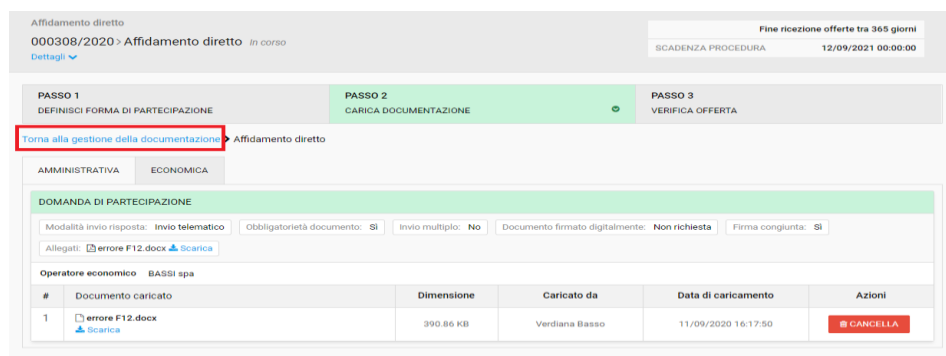 Affidamento diretto
000308/2020 > Affidamento diretto In corso
Dettagli
Fine ricezione offerte tra 365 giorni
SCADENZA PROCEDURA 12/09/2021 00:00:00
PASSO 1
DEFINISCI FORMA DI PARTECIPAZIONE
PASSO 2
CARICA DOCUMENTAZIONE
PASSO 3
VERIFICA OFFERTA
Torna alla gestione della documentazione > Affidamento diretto
AMMINISTRATIVA ECONOMICA
DOMANDA DI PARTECIPAZIONE
Modalità invio risposta: Invio telematico Obbligatorietà documento: Sì Invio multiplo: No Documento firmato digitalmente: Non richiesta Firma congiunta: Sì
Allegati: errore F12.docx Scarica
Operatore economico BASSI spa
# Documento caricato Dimensione Caricato da Data di caricamento Azioni
1 errore F12.docx 390.86 KB Verdiana Basso 11/09/2020 16:17:50 CANCELLA
Scarica